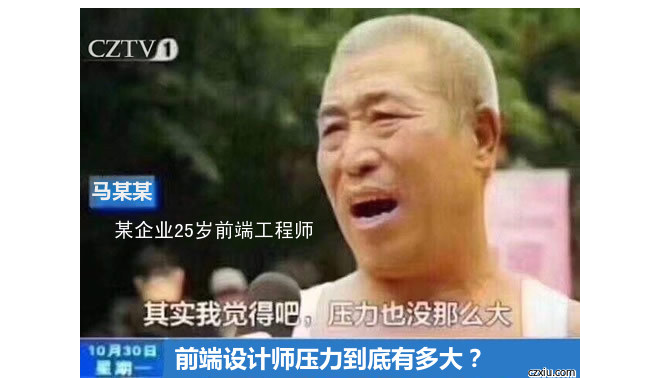 CZTV1
马某某
某企业25岁前端工程师
其实我觉得吧，压力也没那么大
10月30日
星期一
前端设计师压力到底有多大？
czxiu.com